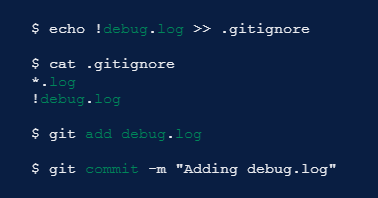 $ echo !debug.log >> .gitignore
$ cat .gitignore
*.log
!debug.log
$ git add debug.log
$ git commit -m "Adding debug.log"